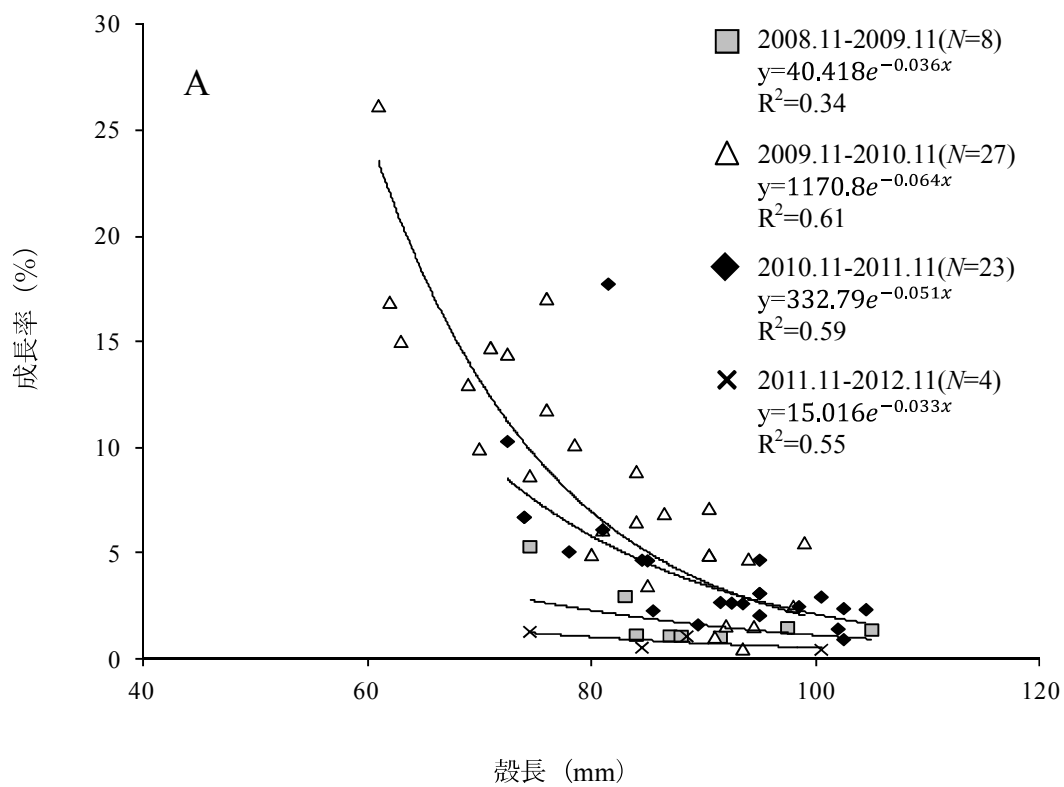 30
25
20
15
10
5
0
成長率 (%)
A
2008.11-2009.11(N=8)
y=40.418e^{-0.036x}
R²=0.34
2009.11-2010.11(N=27)
y=1170.8e^{-0.064x}
R²=0.61
2010.11-2011.11(N=23)
y=332.79e^{-0.051x}
R²=0.59
2011.11-2012.11(N=4)
y=15.016e^{-0.033x}
R²=0.55
40 60 80 100 120
殻長 (mm)